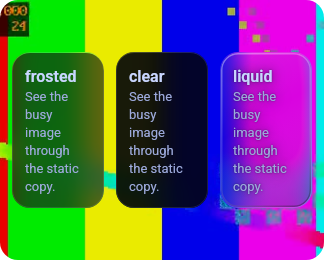 000
24
frosted
See the
busy
image
through
the static
copy.
clear
See the
busy
image
through
the static
copy.
liquid
See the
busy
image
through
the static
copy.